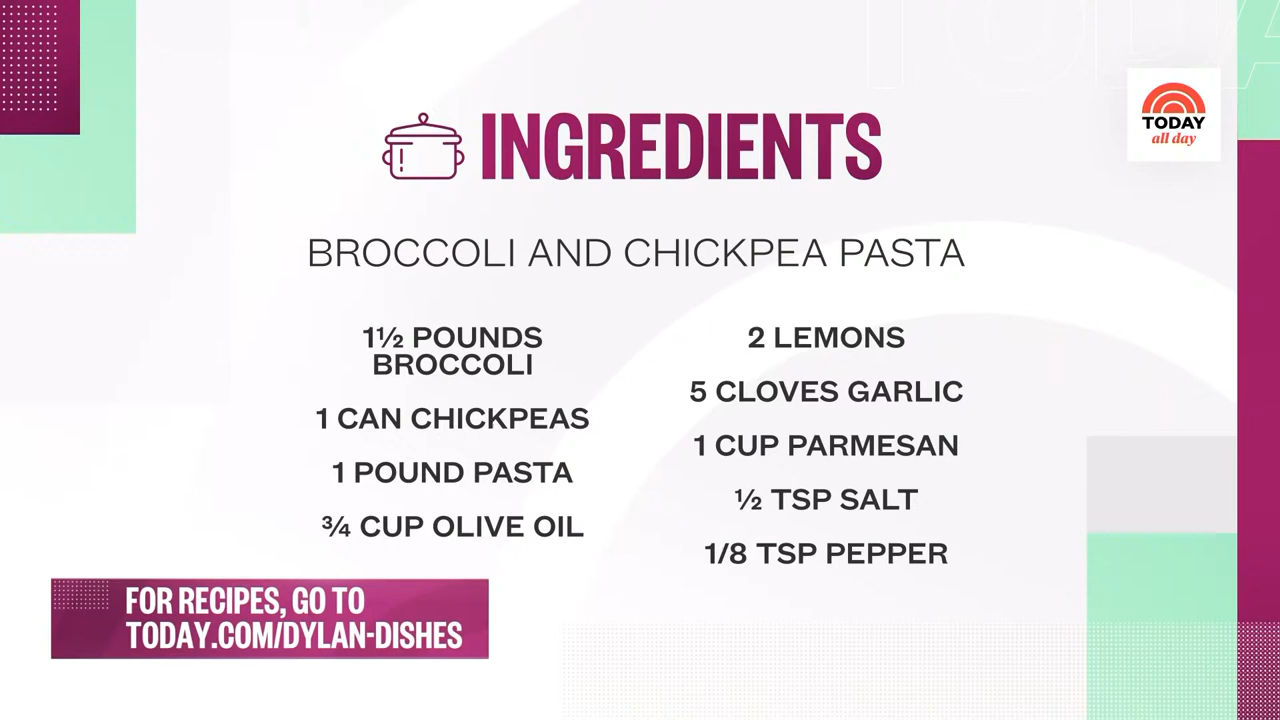 TODAY
all day
INGREDIENTS
BROCCOLI AND CHICKPEA PASTA
1½ POUNDS
BROCCOLI
1 CAN CHICKPEAS
1 POUND PASTA
¾ CUP OLIVE OIL
2 LEMONS
5 CLOVES GARLIC
1 CUP PARMESAN
½ TSP SALT
1/8 TSP PEPPER
FOR RECIPES, GO TO
TODAY.COM/DYLAN-DISHES